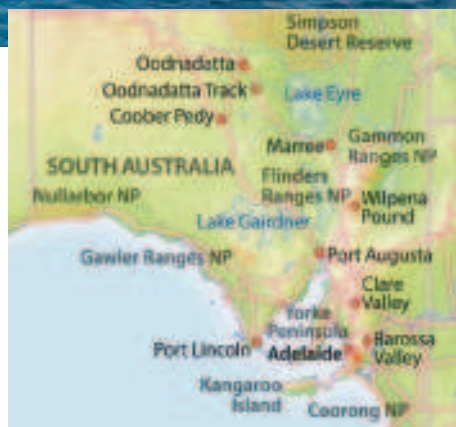 Simpson
Desert Reserve
Oodnadatta
Oodnadatta Track
Lake Eyre
Coober Pedy
Marree
Gammon
Ranges NP
SOUTH AUSTRALIA
Flinders
Ranges NP
Nullarbor NP
Wilpena
Pound
Lake Gairdner
Gawler Ranges NP
Port Augusta
Clare
Valley
Yorke
Peninsula
Port Lincoln
Adelaide
Barossa
Valley
Kangaroo
Island
Coorong NP